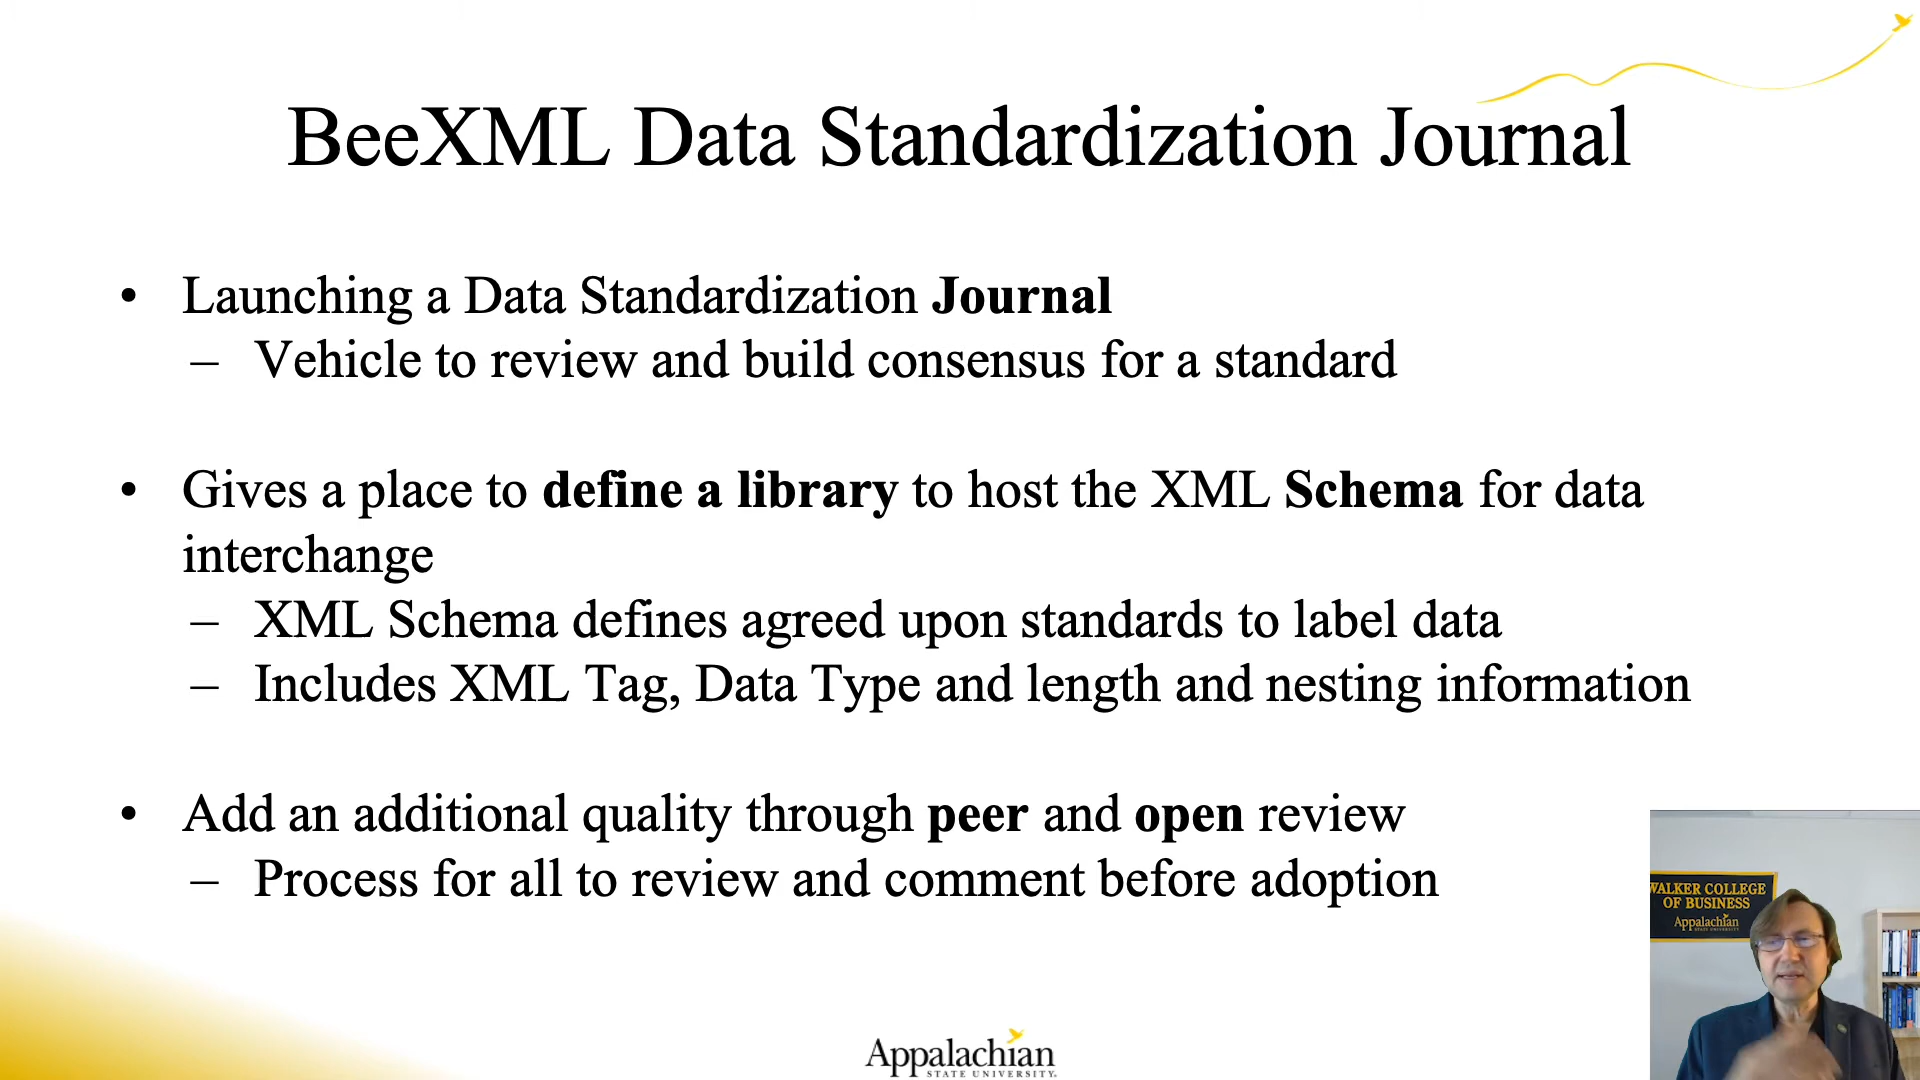 BeeXML Data Standardization Journal
• Launching a Data Standardization Journal
– Vehicle to review and build consensus for a standard
• Gives a place to define a library to host the XML Schema for data
interchange
– XML Schema defines agreed upon standards to label data
– Includes XML Tag, Data Type and length and nesting information
• Add an additional quality through peer and open review
– Process for all to review and comment before adoption
WALKER COLLEGE
OF BUSINESS
Appalachian
STATE UNIVERSITY
Appalachian
STATE UNIVERSITY.